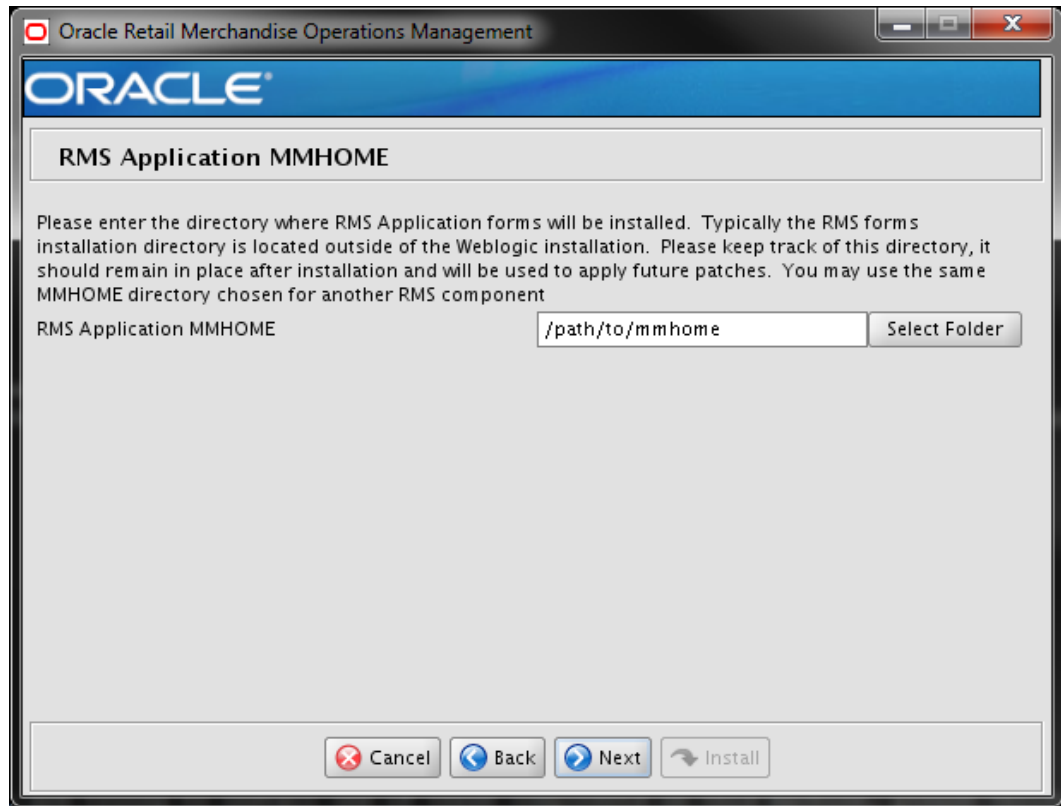 Oracle Retail Merchandise Operations Management
ORACLE®
RMS Application MMHOME
Please enter the directory where RMS Application forms will be installed. Typically the RMS forms
installation directory is located outside of the Weblogic installation. Please keep track of this directory, it
should remain in place after installation and will be used to apply future patches. You may use the same
MMHOME directory chosen for another RMS component
RMS Application MMHOME /path/to/mmhome Select Folder
Cancel Back Next Install